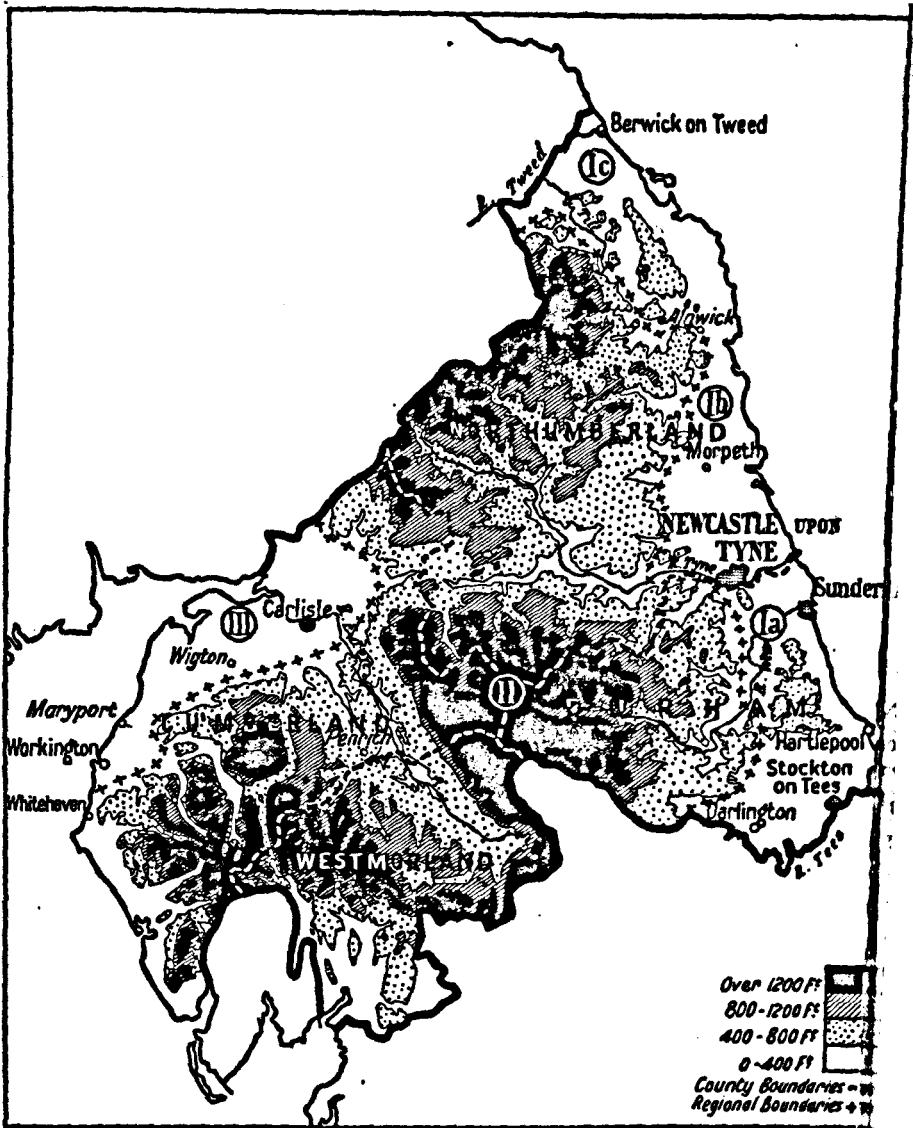 Berwick on Tweed
R. Tweed
Ic
Alnwick
Ib
NORTHUMBERLAND
Morpeth
NEWCASTLE UPON
TYNE
R. Tyne
Sunder
Ia
Carlisle
III
Wigton
II
DURHAM
Maryport
CUMBERLAND
Penrith
Workington
Hartlepool
Stockton
on Tees
Whitehaven
Darlington
WESTMORLAND
R. Tees
Over 1200 Ft
800-1200 Ft
400-800 Ft
0-400 Ft
County Boundaries
Regional Boundaries